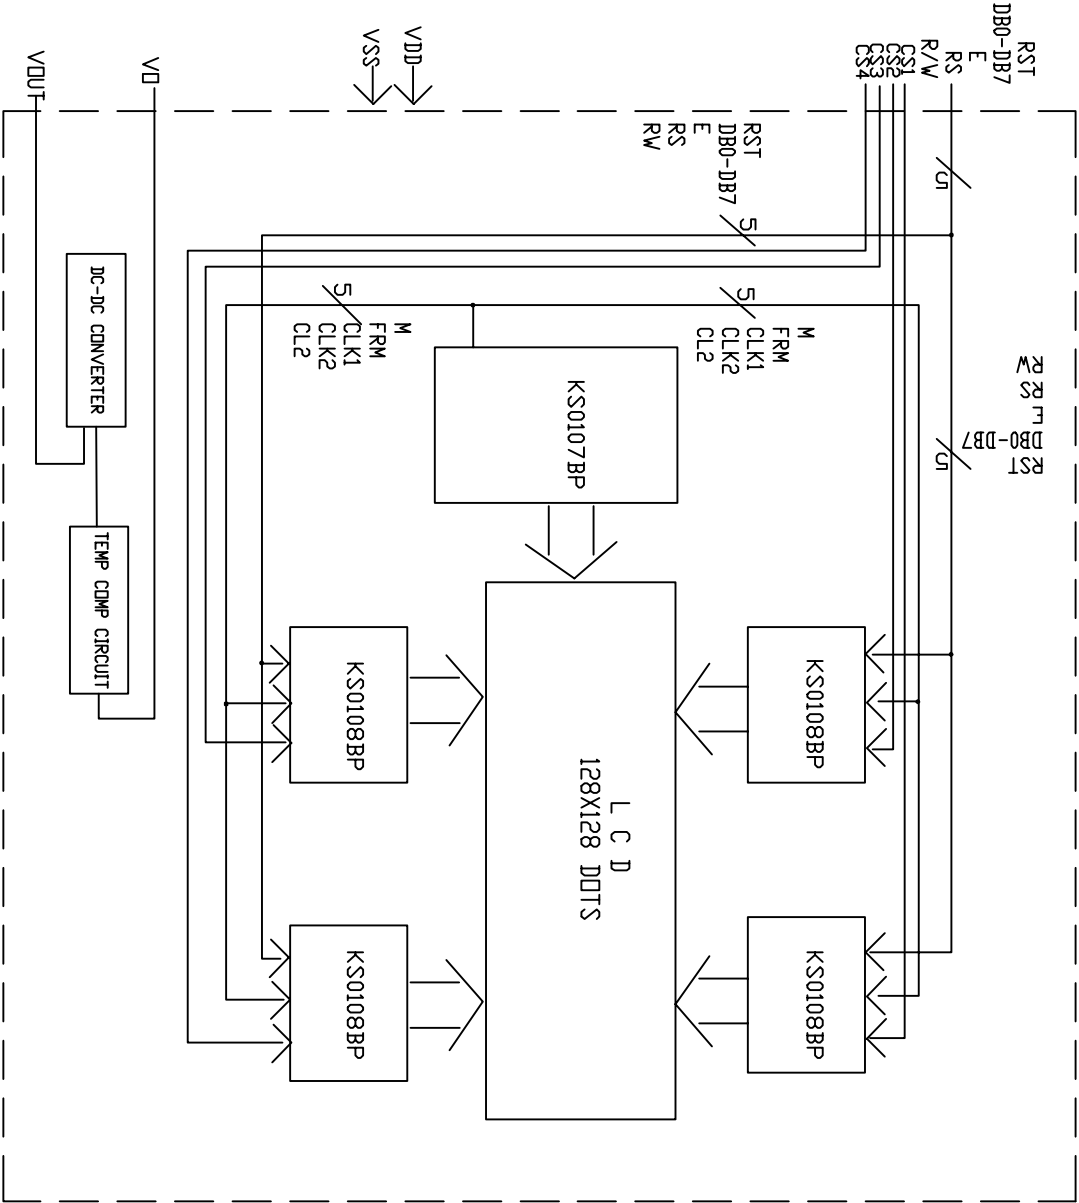 RST
DB0-DB7
E
RS
R/W
CS1
CS2
CS3
CS4
VDD
VSS
V0
VOUT
5
RST
DB0-DB7
E
RS
RW
5
5
M
FRM
CLK1
CLK2
CL2
5
M
FRM
CLK1
CLK2
CL2
RW
RS
E
DB0-DB7
RST
5
KS0107BP
DC-DC CONVERTER
TEMP COMP CIRCUIT
KS0108BP
KS0108BP
L C D
128X128 DOTS
KS0108BP
KS0108BP